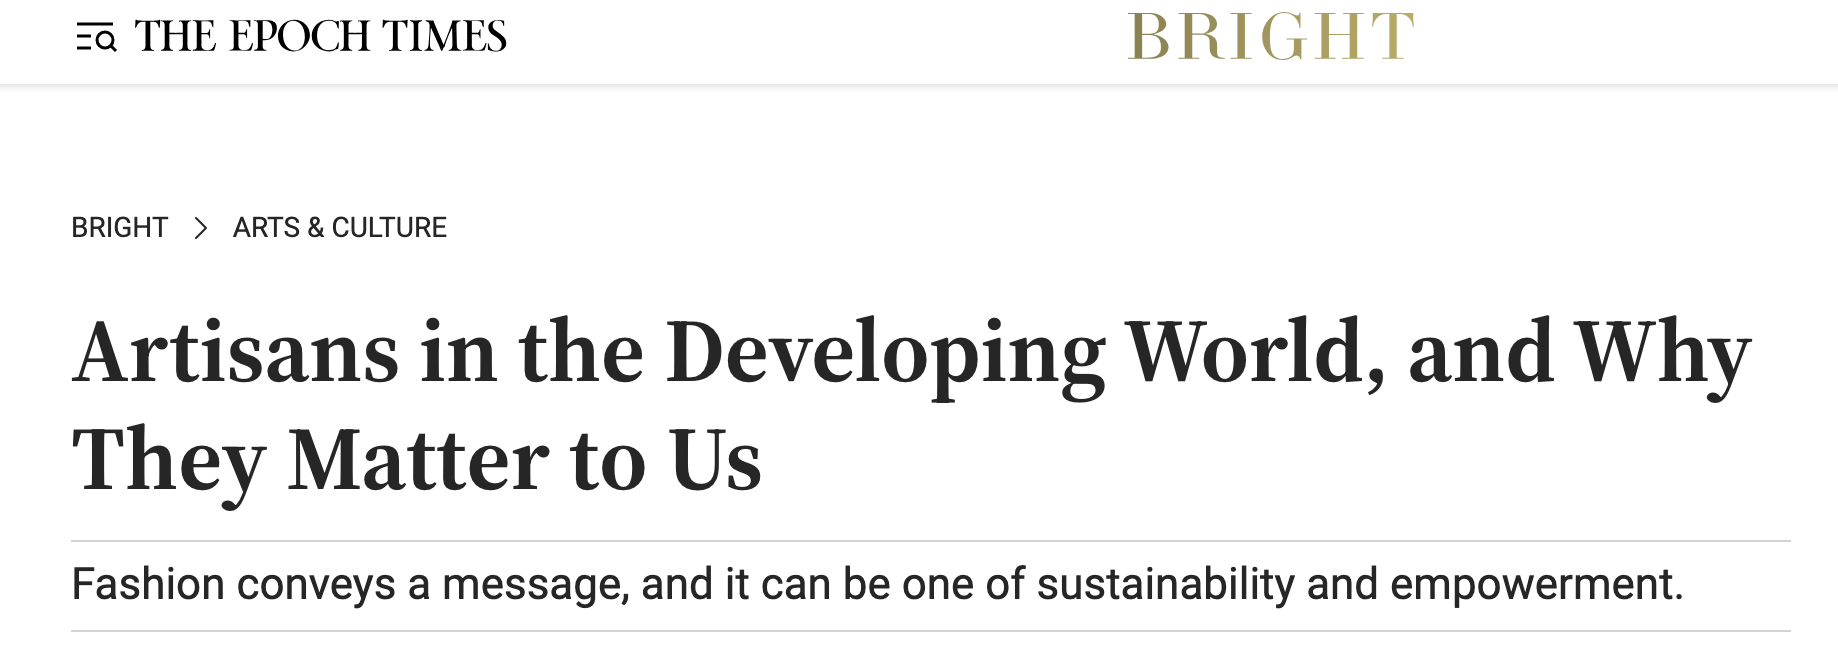 THE EPOCH TIMES
BRIGHT
BRIGHT > ARTS & CULTURE
Artisans in the Developing World, and Why
They Matter to Us
Fashion conveys a message, and it can be one of sustainability and empowerment.